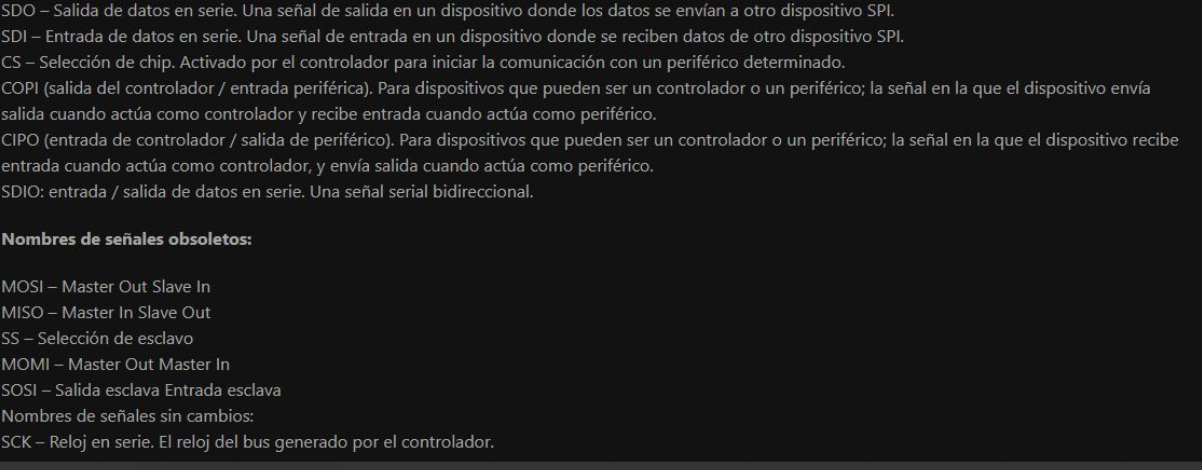 SDO – Salida de datos en serie. Una señal de salida en un dispositivo donde los datos se envían a otro dispositivo SPI.
SDI – Entrada de datos en serie. Una señal de entrada en un dispositivo donde se reciben datos de otro dispositivo SPI.
CS – Selección de chip. Activado por el controlador para iniciar la comunicación con un periférico determinado.
COPI (salida del controlador / entrada periférica). Para dispositivos que pueden ser un controlador o un periférico; la señal en la que el dispositivo envía
salida cuando actúa como controlador y recibe entrada cuando actúa como periférico.
CIPO (entrada de controlador / salida de periférico). Para dispositivos que pueden ser un controlador o un periférico; la señal en la que el dispositivo recibe
entrada cuando actúa como controlador, y envía salida cuando actúa como periférico.
SDIO: entrada / salida de datos en serie. Una señal serial bidireccional.
Nombres de señales obsoletos:
MOSI – Master Out Slave In
MISO – Master In Slave Out
SS – Selección de esclavo
MOMI – Master Out Master In
SOSI – Salida esclava Entrada esclava
Nombres de señales sin cambios:
SCK – Reloj en serie. El reloj del bus generado por el controlador.